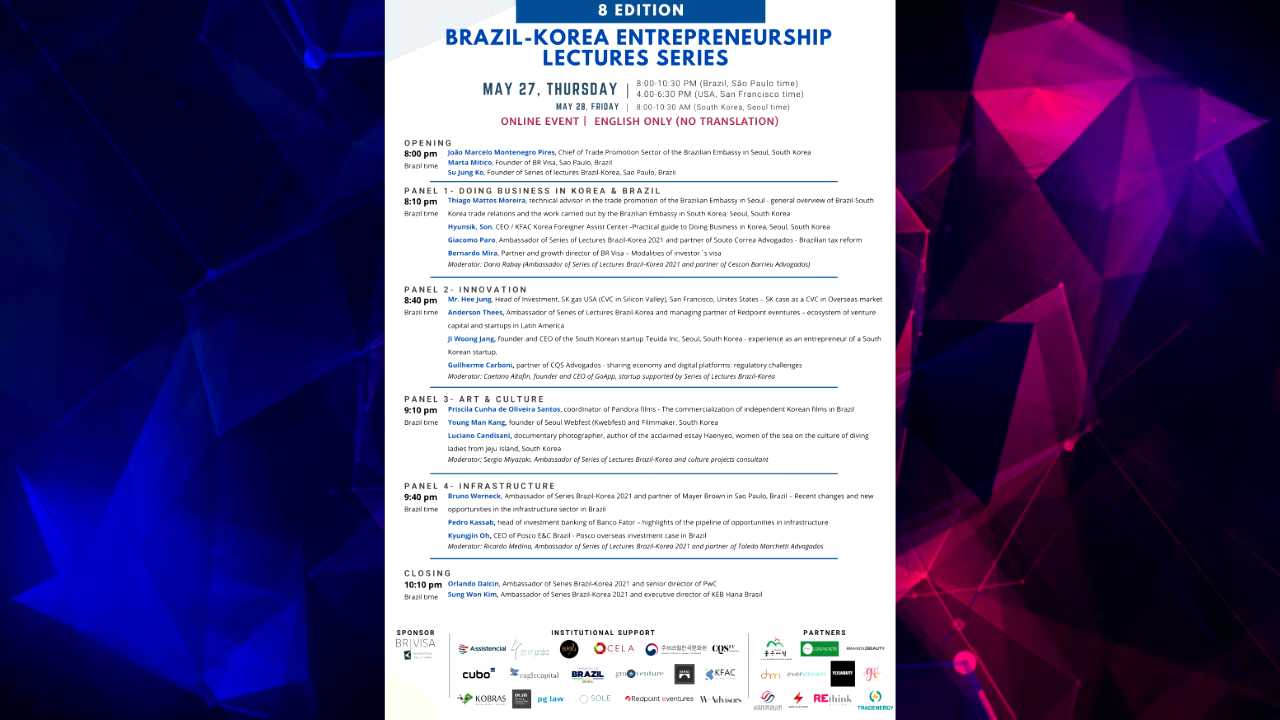 8 EDITION
BRAZIL-KOREA ENTREPRENEURSHIP
LECTURES SERIES
MAY 27, THURSDAY | 8:00-10:30 PM (Brazil, São Paulo time)
4:00-6:30 PM (USA, San Francisco time)
MAY 28, FRIDAY | 8:00-10:30 AM (South Korea, Seoul time)
ONLINE EVENT | ENGLISH ONLY (NO TRANSLATION)
OPENING
8:00 pm
Brazil time
João Marcelo Montenegro Pires, Chief of Trade Promotion Sector of the Brazilian Embassy in Seoul, South Korea
Marta Mitico, Founder of BR Visa, Sao Paulo, Brazil
Su Jung Ko, Founder of Series of lectures Brazil-Korea, Sao Paulo, Brazil
PANEL 1- DOING BUSINESS IN KOREA & BRAZIL
8:10 pm
Brazil time
Thiago Mattos Moreira, technical advisor in the trade promotion of the Brazilian Embassy in Seoul - general overview of Brazil-South
Korea trade relations and the work carried out by the Brazilian Embassy in South Korea, Seoul, South Korea
Hyunsik, Son, CEO / KFAC Korea Foreigner Assist Center -Practical guide to Doing Business in Korea, Seoul, South Korea
Giacomo Paro, Ambassador of Series of Lectures Brazil-Korea 2021 and partner of Souto Correa Advogados - Brazilian tax reform
Bernardo Mira, Partner and growth director of BR Visa – Modalities of investor´s visa
Moderator: Dario Rabay (Ambassador of Series of Lectures Brazil-Korea 2021 and partner of Cescon Barrieu Advogados)
PANEL 2- INNOVATION
8:40 pm
Brazil time
Mr. Hee Jung, Head of Investment, SK gas USA (CVC in Silicon Valley), San Francisco, Unites States – SK case as a CVC in Overseas market
Anderson Thees, Ambassador of Series of Lectures Brazil-Korea and managing partner of Redpoint eventures – ecosystem of venture
capital and startups in Latin America
Ji Woong Jang, founder and CEO of the South Korean startup Teuida Inc, Seoul, South Korea - experience as an entrepreneur of a South
Korean startup.
Guilherme Carboni, partner of CQS Advogados - sharing economy and digital platforms: regulatory challenges
Moderator: Caetano Altafin, founder and CEO of GoApp, startup supported by Series of Lectures Brazil-Korea
PANEL 3- ART & CULTURE
9:10 pm
Brazil time
Priscila Cunha de Oliveira Santos, coordinator of Pandora films - The commercialization of independent Korean films in Brazil
Young Man Kang, founder of Seoul Webfest (Kwebfest) and Filmmaker, South Korea
Luciano Candisani, documentary photographer, author of the acclaimed essay Haenyeo, women of the sea on the culture of diving
ladies from Jeju Island, South Korea
Moderator: Sergio Miyazaki, Ambassador of Series of Lectures Brazil-Korea and culture projects consultant
PANEL 4- INFRASTRUCTURE
9:40 pm
Brazil time
Bruno Werneck, Ambassador of Series Brazil-Korea 2021 and partner of Mayer Brown in Sao Paulo, Brazil – Recent changes and new
opportunities in the infrastructure sector in Brazil
Pedro Kassab, head of investment banking of Banco Fator – highlights of the pipeline of opportunities in infrastructure
Kyungjin Oh, CEO of Posco E&C Brazil - Posco overseas investment case in Brazil
Moderator: Ricardo Medina, Ambassador of Series of Lectures Brazil-Korea 2021 and partner of Toledo Marchetti Advogados
CLOSING
10:10 pm
Brazil time
Orlando Dalcin, Ambassador of Series Brazil-Korea 2021 and senior director of PwC
Sung Won Kim, Ambassador of Series Brazil-Korea 2021 and executive director of KEB Hana Brasil
SPONSOR
BR|VISA
INSTITUTIONAL SUPPORT
Assistencial
CELA
주브라질한국문화원
CQS
cubo
eaglecapital
BRAZIL
KFAC
KOBRAS
pg law
SOLE
Redpoint eventures
W-Advisors
PARTNERS
BRANDS2BEAUTY
REthink
HANMAUM
TRADENERGY